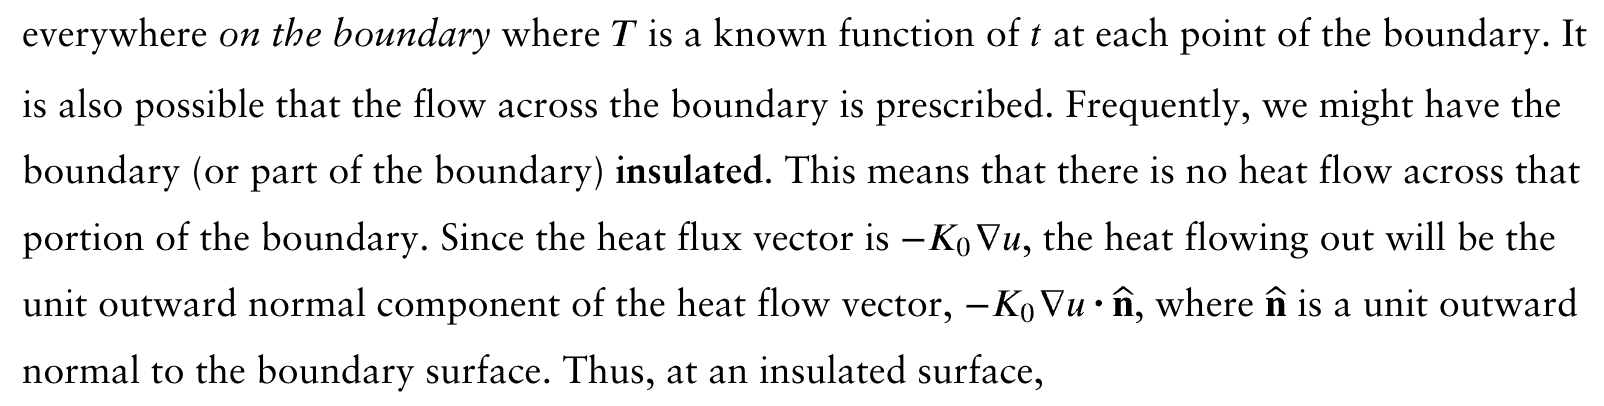 everywhere on the boundary where T is a known function of t at each point of the boundary. It
is also possible that the flow across the boundary is prescribed. Frequently, we might have the
boundary (or part of the boundary) insulated. This means that there is no heat flow across that
portion of the boundary. Since the heat flux vector is −K₀∇u, the heat flowing out will be the
unit outward normal component of the heat flow vector, −K₀∇u · n̂, where n̂ is a unit outward
normal to the boundary surface. Thus, at an insulated surface,